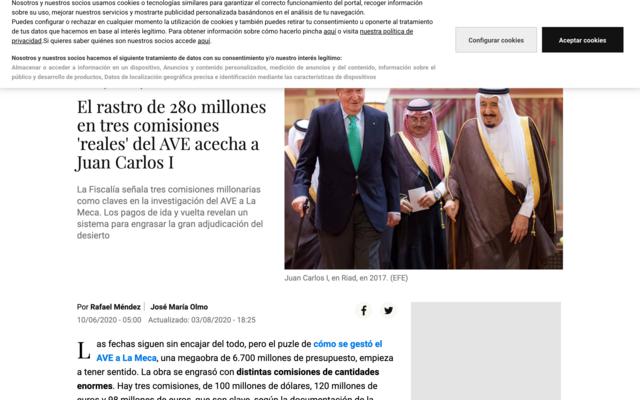 Nosotros y nuestros socios usamos cookies o tecnologías similares para garantizar el correcto funcionamiento del portal, recoger información
sobre su uso, mejorar nuestros servicios y mostrarte publicidad personalizada basándonos en el análisis de tu navegación.
Puedes configurar o rechazar en cualquier momento la utilización de cookies y también puedes retirar tu consentimiento u oponerte al tratamiento
de tus datos que hacemos en base al interés legítimo. Para obtener información sobre cómo hacerlo pincha aquí o visita nuestra política de
privacidad.Si quieres saber quiénes son nuestros socios accede aquí.
Nosotros y nuestros socios hacemos el siguiente tratamiento de datos con su consentimiento y/o nuestro interés legítimo:
Almacenar o acceder a información en un dispositivo, Anuncios y contenido personalizados, medición de anuncios y del contenido, información sobre el
público y desarrollo de productos, Datos de localización geográfica precisa e identificación mediante las características de dispositivos
Configurar cookies
Aceptar cookies
El rastro de 280 millones
en tres comisiones
'reales' del AVE acecha a
Juan Carlos I
La Fiscalía señala tres comisiones millonarias
como claves en la investigación del AVE a La
Meca. Los pagos de ida y vuelta revelan un
sistema para engrasar la gran adjudicación del
desierto
Juan Carlos I, en Riad, en 2017. (EFE)
Por Rafael Méndez José María Olmo
10/06/2020 - 05:00 Actualizado: 03/08/2020 - 18:25
Las fechas siguen sin encajar del todo, pero el puzle de cómo se gestó el
AVE a La Meca, una megaobra de 6.700 millones de presupuesto, empieza
a tener sentido. La obra se engrasó con distintas comisiones de cantidades
enormes. Hay tres comisiones, de 100 millones de dólares, 120 millones de
euros y 98 millones de euros, que son clave, según la documentación de la